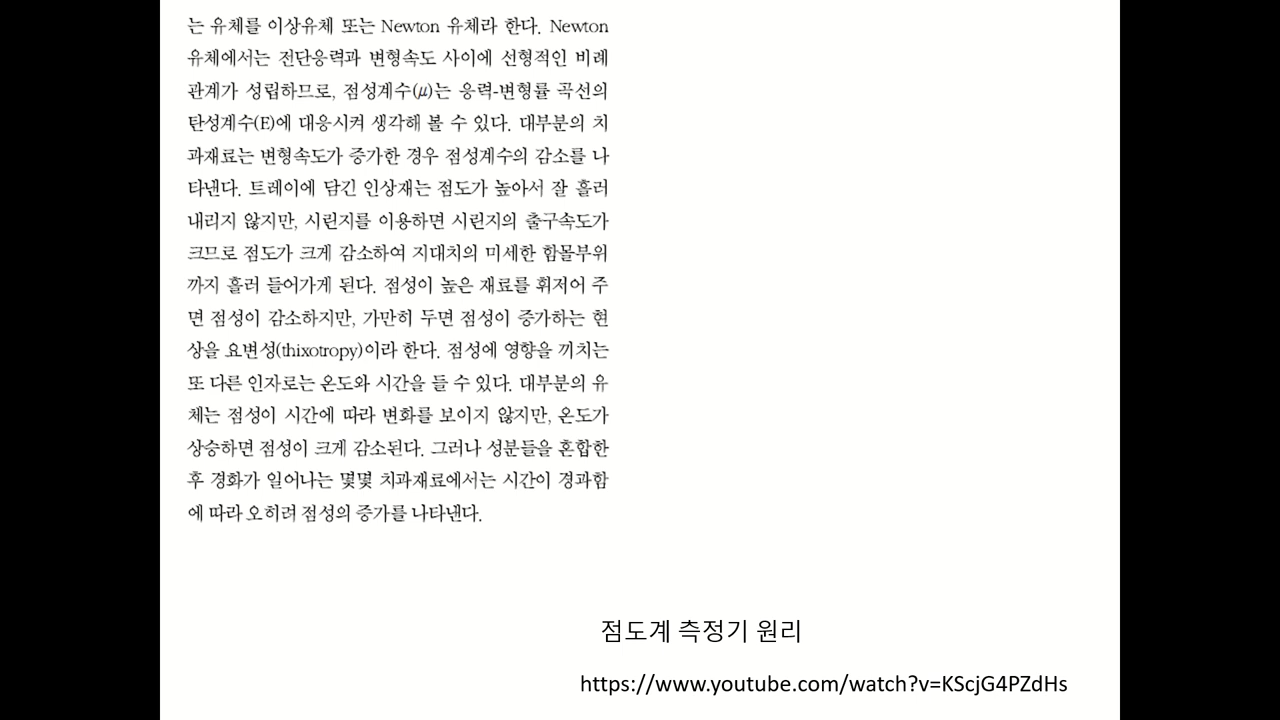 는 유체를 이상유체 또는 Newton 유체라 한다. Newton
유체에서는 전단응력과 변형속도 사이에 선형적인 비례
관계가 성립하므로, 점성계수(μ)는 응력-변형률 곡선의
탄성계수(E)에 대응시켜 생각해 볼 수 있다. 대부분의 치
과재료는 변형속도가 증가한 경우 점성계수의 감소를 나
타낸다. 트레이에 담긴 인상재는 점도가 높아서 잘 흘러
내리지 않지만, 시린지를 이용하면 시린지의 출구속도가
크므로 점도가 크게 감소하여 지대치의 미세한 함몰부위
까지 흘러 들어가게 된다. 점성이 높은 재료를 휘저어 주
면 점성이 감소하지만, 가만히 두면 점성이 증가하는 현
상을 요변성(thixotropy)이라 한다. 점성에 영향을 끼치는
또 다른 인자로는 온도와 시간을 들 수 있다. 대부분의 유
체는 점성이 시간에 따라 변화를 보이지 않지만, 온도가
상승하면 점성이 크게 감소된다. 그러나 성분들을 혼합한
후 경화가 일어나는 몇몇 치과재료에서는 시간이 경과함
에 따라 오히려 점성의 증가를 나타낸다.
점도계 측정기 원리
https://www.youtube.com/watch?v=KScjG4PZdHs